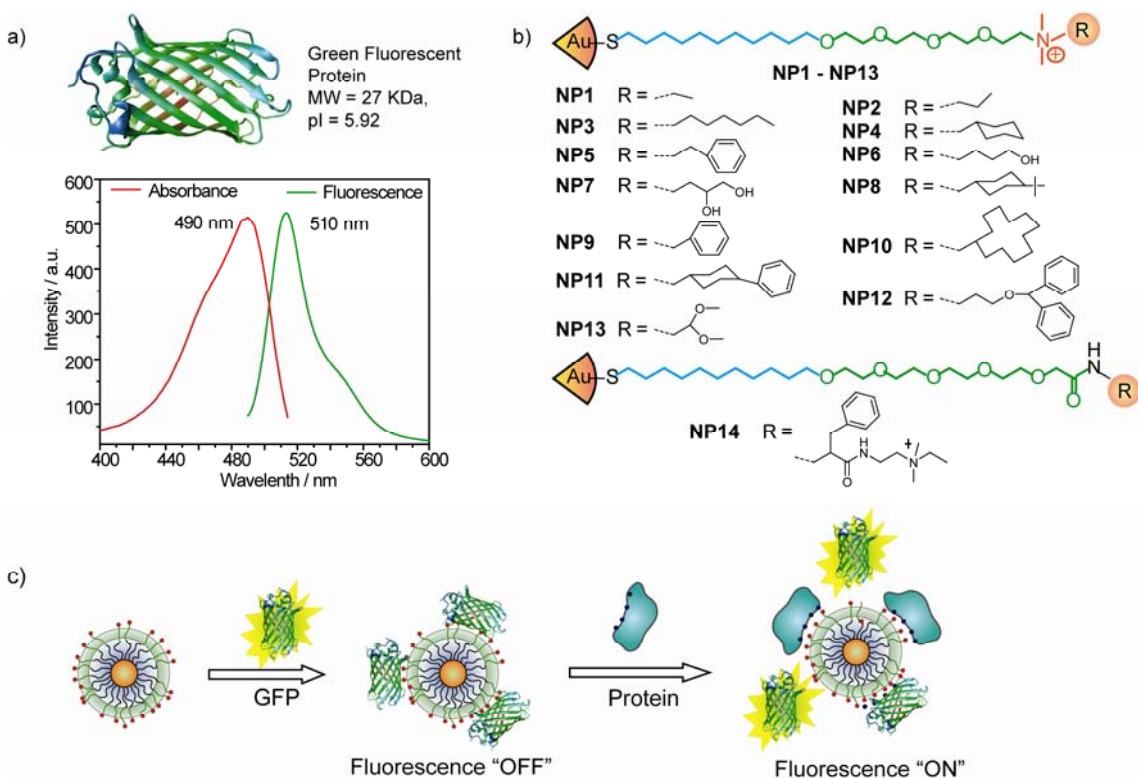 a)
Green Fluorescent
Protein
MW = 27 KDa,
pI = 5.92
600
500
400
300
200
100
Intensity / a.u.
Absorbance
Fluorescence
490 nm
510 nm
400
440
480
520
560
600
Wavelenth / nm
b)
Au S O O O O N ⊕ R
NP1 - NP13
NP1 R =
NP2 R =
NP3 R =
NP4 R =
NP5 R =
NP6 R = OH
NP7 R = OH OH
NP8 R =
NP9 R =
NP10 R =
NP11 R =
NP12 R = O
NP13 R = O O
Au S O O O O O O H N R
NP14 R = O H N N +
c)
GFP
Fluorescence "OFF"
Protein
Fluorescence "ON"